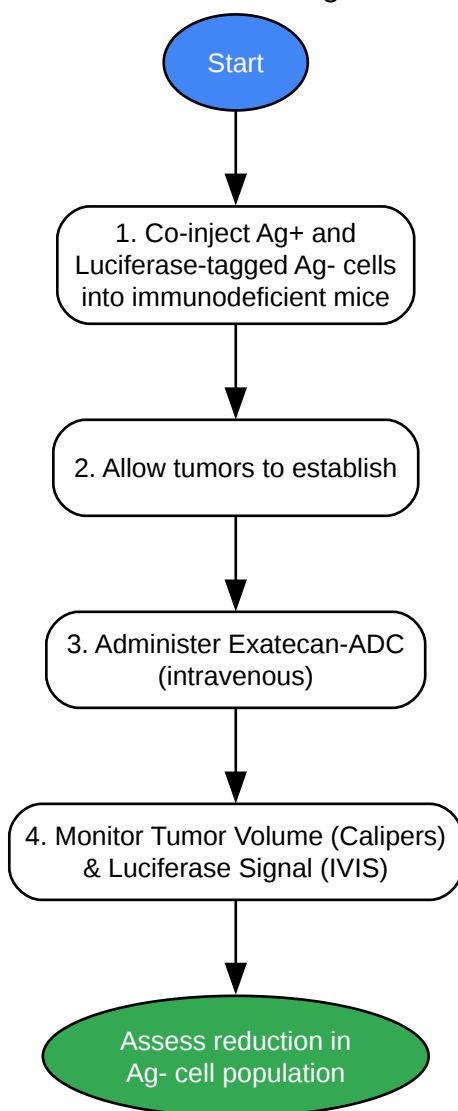 Start
1. Co-inject Ag+ and
Luciferase-tagged Ag- cells
into immunodeficient mice
2. Allow tumors to establish
3. Administer Exatecan-ADC
(intravenous)
4. Monitor Tumor Volume (Calipers)
& Luciferase Signal (IVIS)
Assess reduction in
Ag- cell population